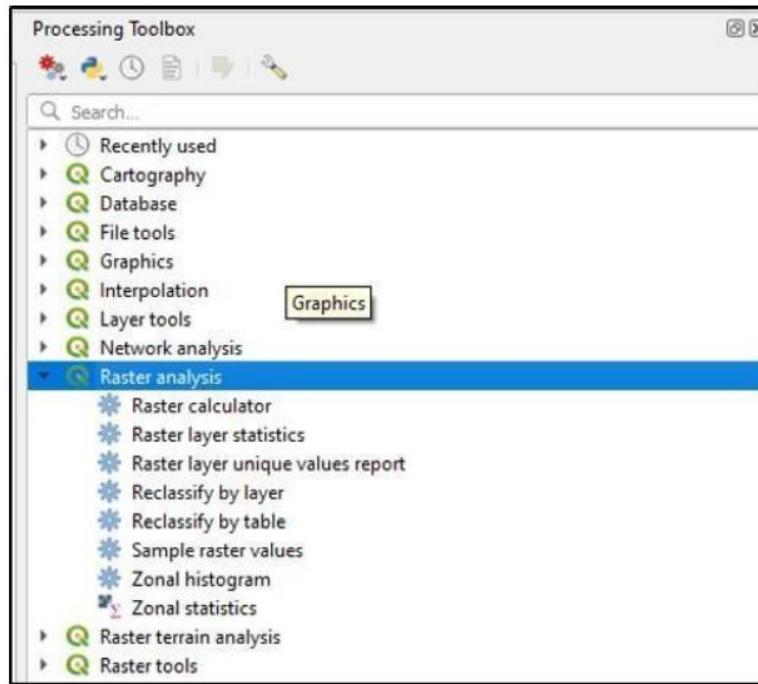 Processing Toolbox
Search...
Recently used
Cartography
Database
File tools
Graphics
Interpolation
Graphics
Layer tools
Network analysis
Raster analysis
Raster calculator
Raster layer statistics
Raster layer unique values report
Reclassify by layer
Reclassify by table
Sample raster values
Zonal histogram
Zonal statistics
Raster terrain analysis
Raster tools